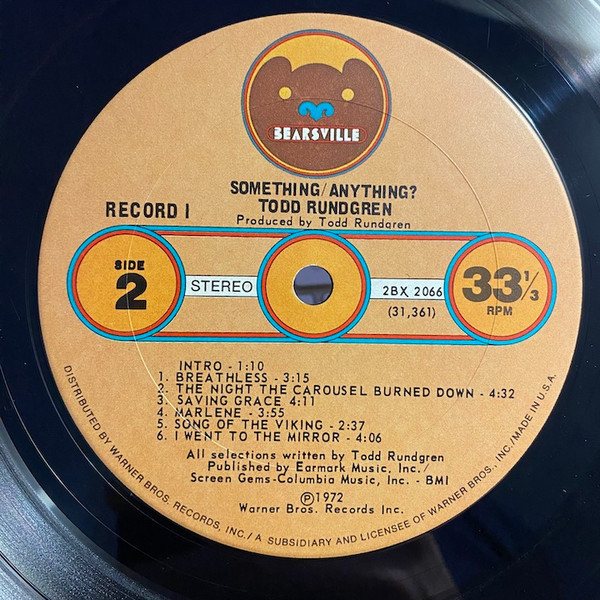 BEARSVILLE
SOMETHING/ANYTHING?
TODD RUNDGREN
Produced by Todd Rundgren
RECORD 1
SIDE
2
STEREO
2BX 2066
(31,361)
33 1/3
RPM
INTRO - 1:10
1. BREATHLESS - 3:15
2. THE NIGHT THE CAROUSEL BURNED DOWN - 4:32
3. SAVING GRACE 4:11
4. MARLENE - 3:55
5. SONG OF THE VIKING - 2:37
6. I WENT TO THE MIRROR - 4:06
All selections written by Todd Rundgren
Published by Earmark Music, Inc./
Screen Gems-Columbia Music, Inc. - BMI
Ⓟ1972
Warner Bros. Records Inc.
DISTRIBUTED BY WARNER BROS. RECORDS, INC./A SUBSIDIARY AND LICENSEE OF WARNER BROS., INC./MADE IN U.S.A.